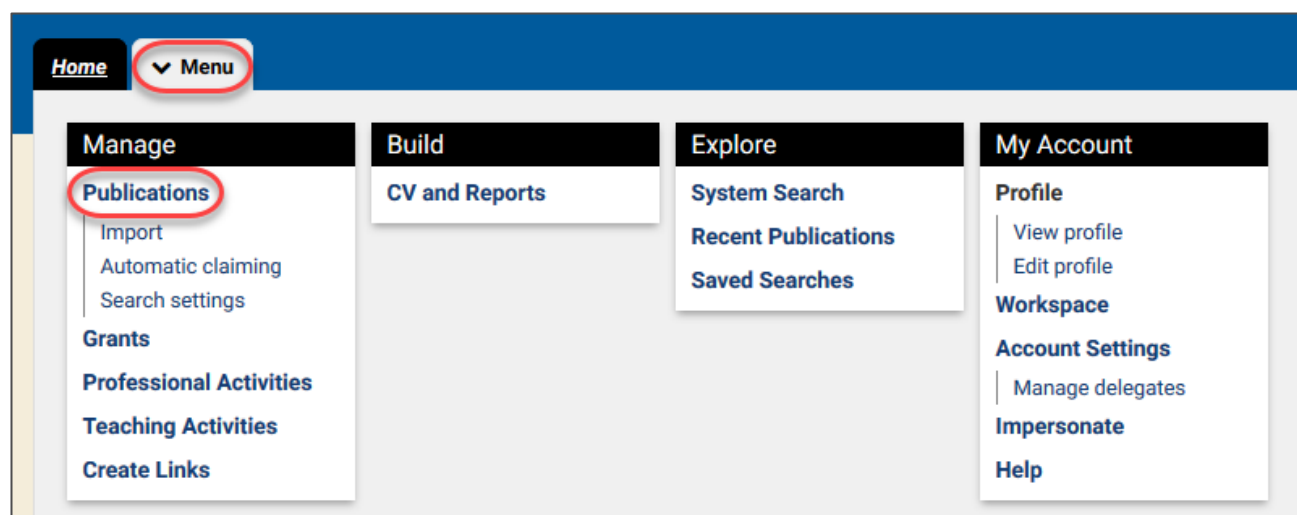 Home
Menu
Manage
Publications
Import
Automatic claiming
Search settings
Grants
Professional Activities
Teaching Activities
Create Links
Build
CV and Reports
Explore
System Search
Recent Publications
Saved Searches
My Account
Profile
View profile
Edit profile
Workspace
Account Settings
Manage delegates
Impersonate
Help